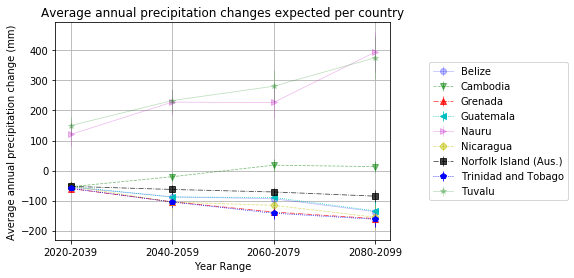 Average annual precipitation changes expected per country
Average annual precipitation change (mm)
400
300
200
100
0
−100
−200
2020-2039
2040-2059
2060-2079
2080-2099
Year Range
Belize
Cambodia
Grenada
Guatemala
Nauru
Nicaragua
Norfolk Island (Aus.)
Trinidad and Tobago
Tuvalu